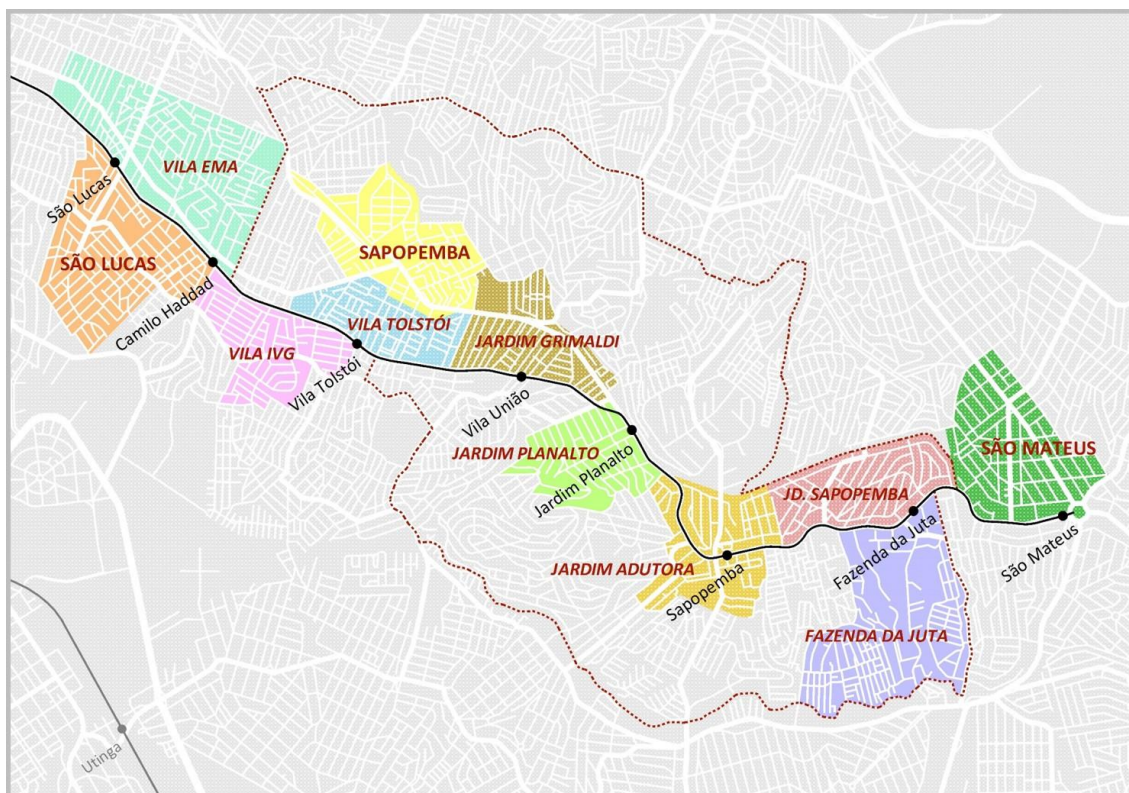 VILA EMA
São Lucas
SÃO LUCAS
SAPOPEMBA
Camilo Haddad
VILA TOLSTÓI
VILA IVG
JARDIM GRIMALDI
Vila Tolstói
Vila União
JARDIM PLANALTO
Jardim Planalto
SÃO MATEUS
JD. SAPOPEMBA
Fazenda da Juta
São Mateus
JARDIM ADUTORA
Sapopemba
FAZENDA DA JUTA
Utinga